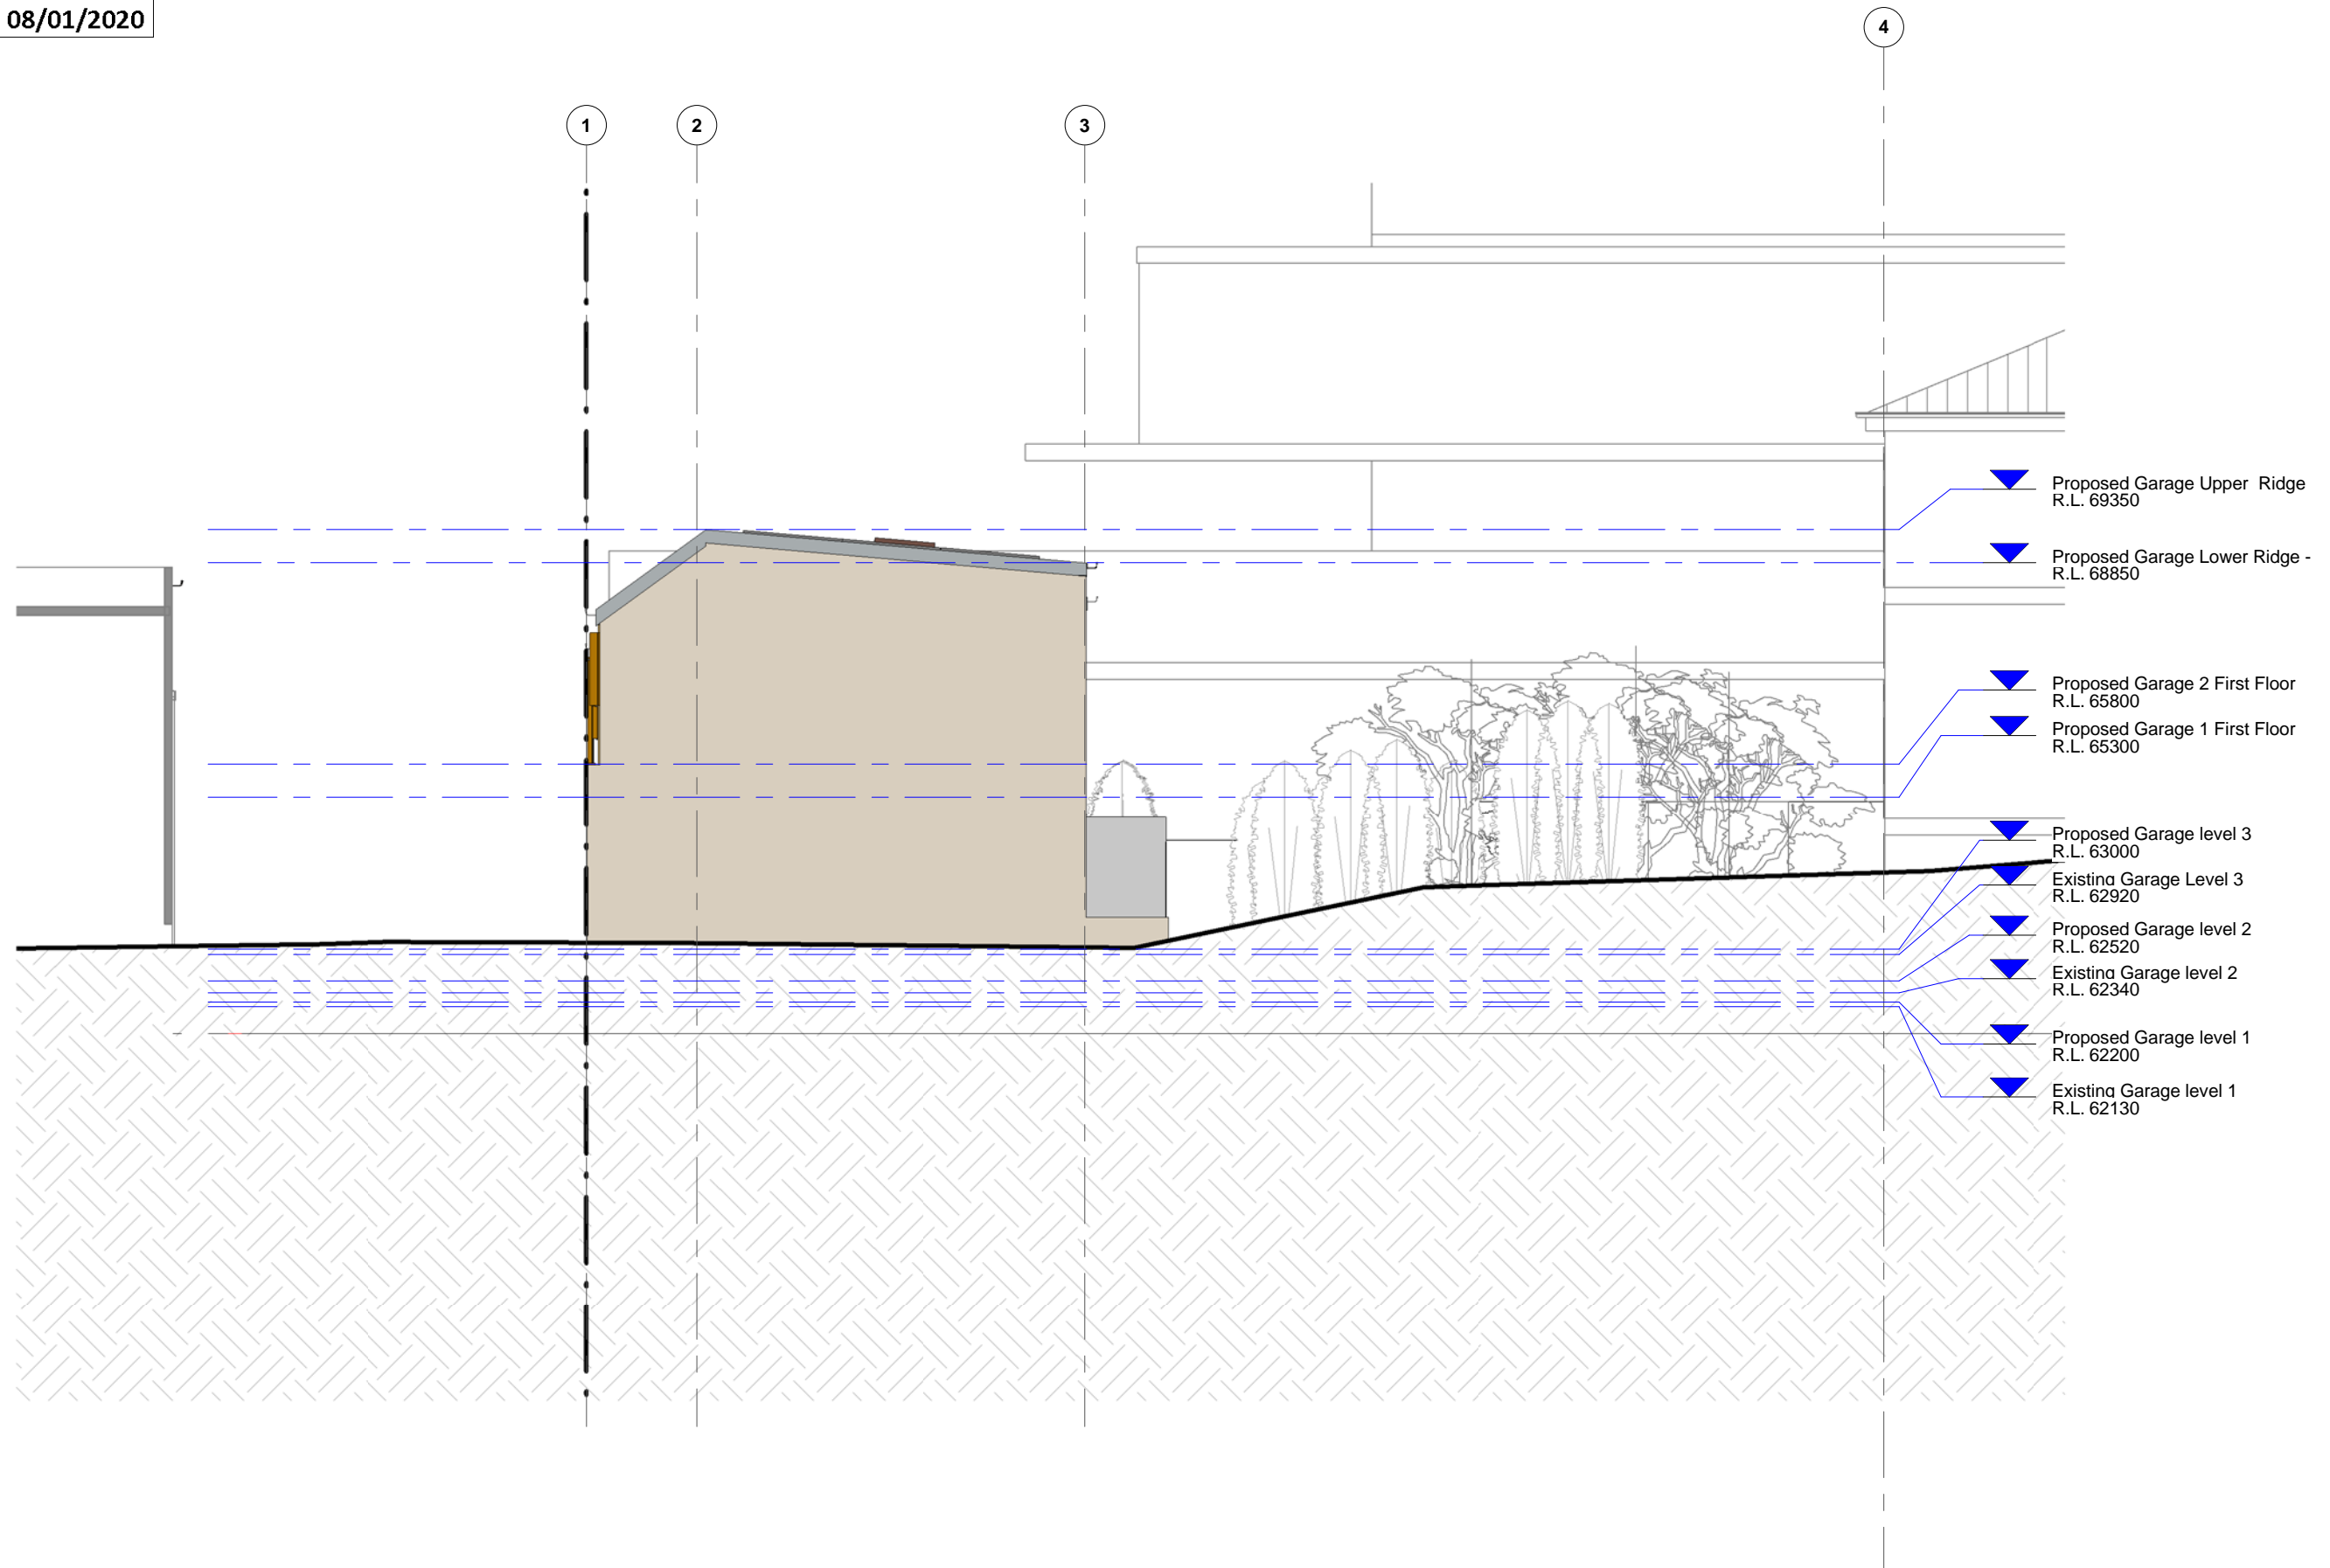 08/01/2020
4
1
2
3
Proposed Garage Upper Ridge
R.L. 69350
Proposed Garage Lower Ridge -
R.L. 68850
Proposed Garage 2 First Floor
R.L. 65800
Proposed Garage 1 First Floor
R.L. 65300
Proposed Garage level 3
R.L. 63000
Existing Garage Level 3
R.L. 62920
Proposed Garage level 2
R.L. 62520
Existing Garage level 2
R.L. 62340
Proposed Garage level 1
R.L. 62200
Existing Garage level 1
R.L. 62130